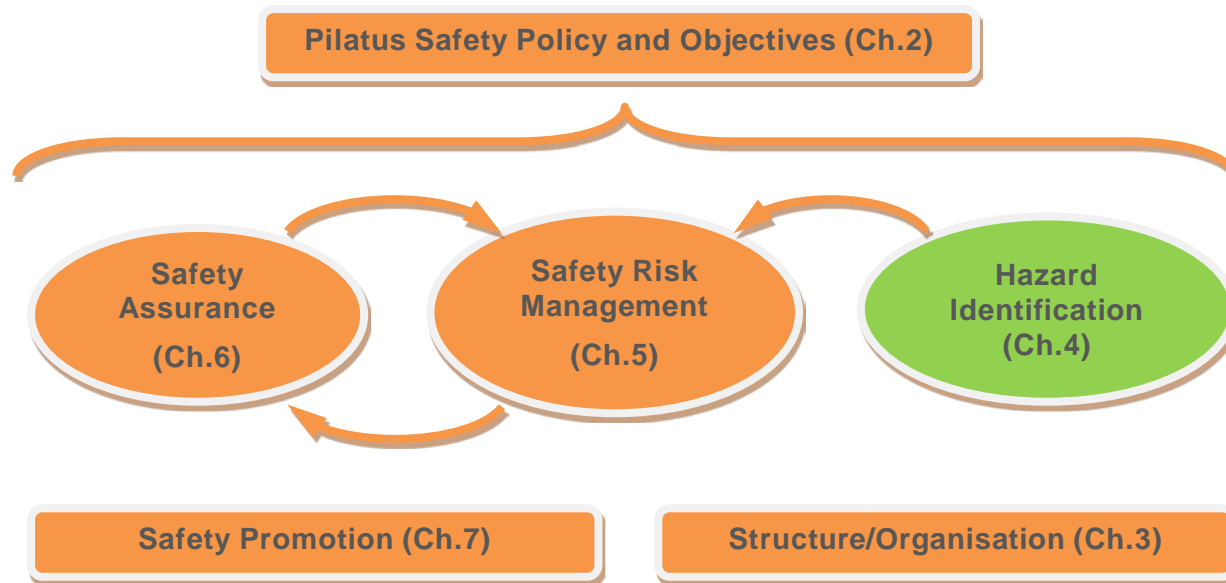 Pilatus Safety Policy and Objectives (Ch.2)
Safety
Assurance
(Ch.6)
Safety Risk
Management
(Ch.5)
Hazard
Identification
(Ch.4)
Safety Promotion (Ch.7)
Structure/Organisation (Ch.3)